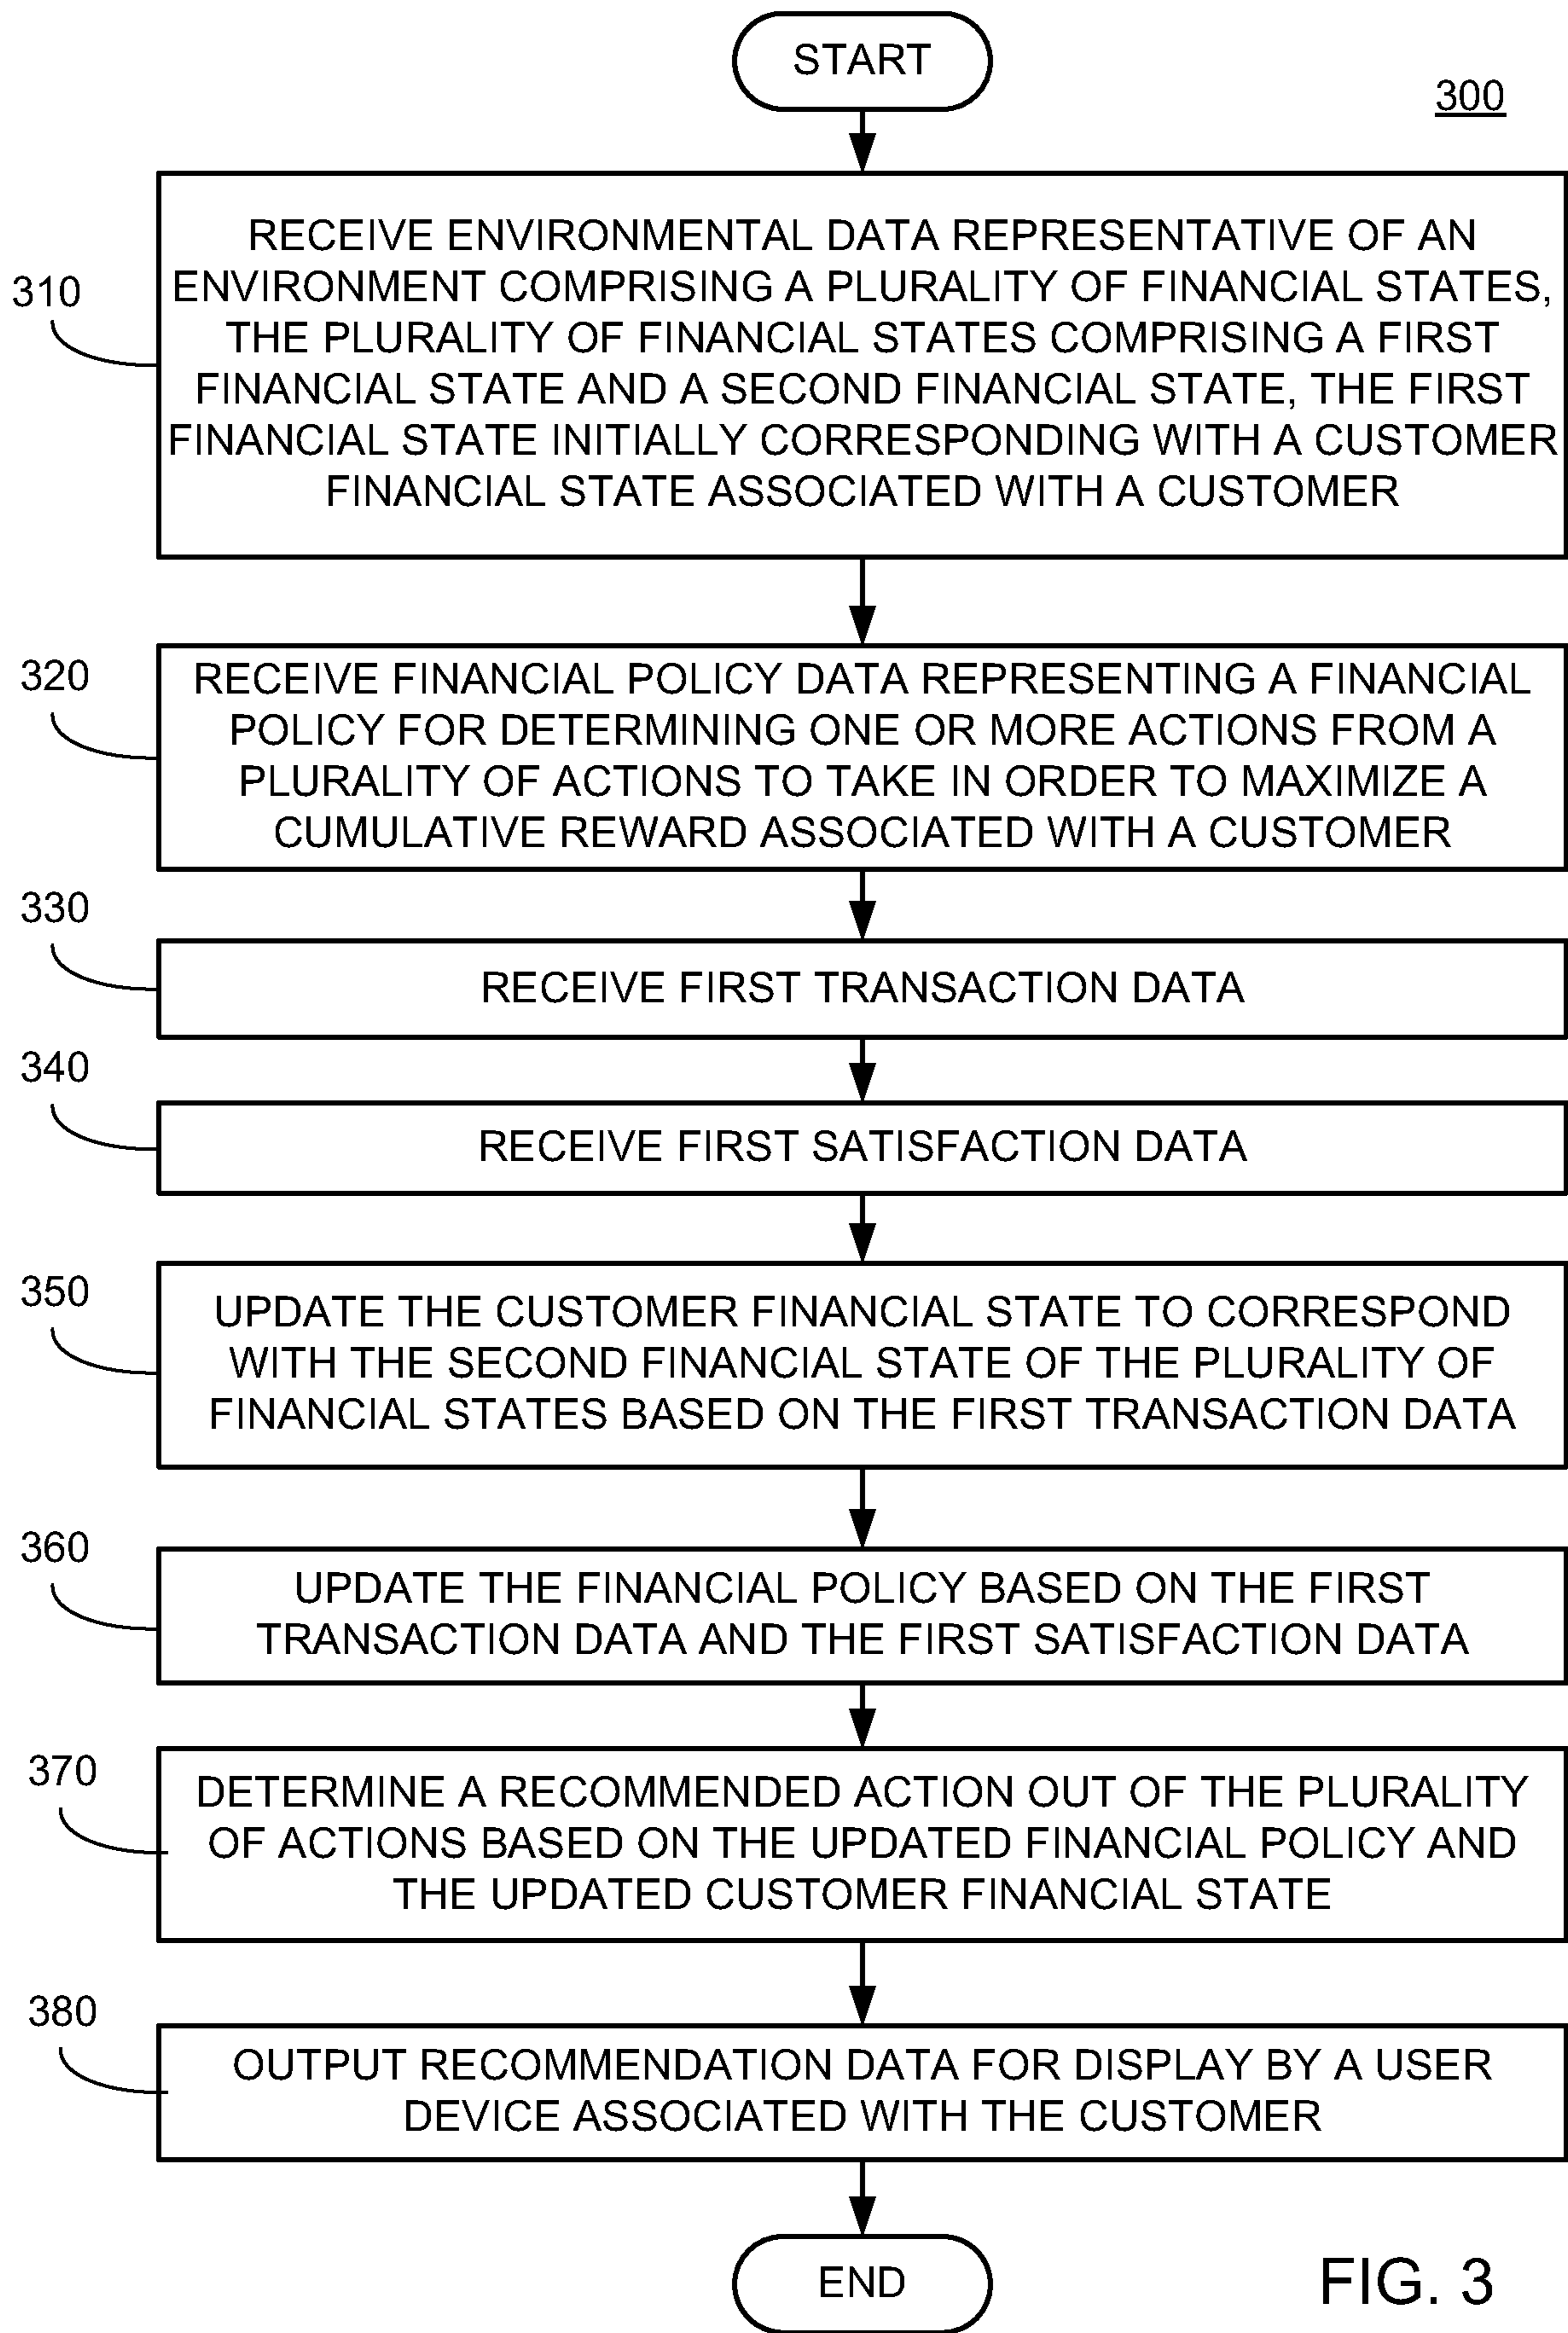 START
300
310
RECEIVE ENVIRONMENTAL DATA REPRESENTATIVE OF AN
ENVIRONMENT COMPRISING A PLURALITY OF FINANCIAL STATES,
THE PLURALITY OF FINANCIAL STATES COMPRISING A FIRST
FINANCIAL STATE AND A SECOND FINANCIAL STATE, THE FIRST
FINANCIAL STATE INITIALLY CORRESPONDING WITH A CUSTOMER
FINANCIAL STATE ASSOCIATED WITH A CUSTOMER
320
RECEIVE FINANCIAL POLICY DATA REPRESENTING A FINANCIAL
POLICY FOR DETERMINING ONE OR MORE ACTIONS FROM A
PLURALITY OF ACTIONS TO TAKE IN ORDER TO MAXIMIZE A
CUMULATIVE REWARD ASSOCIATED WITH A CUSTOMER
330
RECEIVE FIRST TRANSACTION DATA
340
RECEIVE FIRST SATISFACTION DATA
350
UPDATE THE CUSTOMER FINANCIAL STATE TO CORRESPOND
WITH THE SECOND FINANCIAL STATE OF THE PLURALITY OF
FINANCIAL STATES BASED ON THE FIRST TRANSACTION DATA
360
UPDATE THE FINANCIAL POLICY BASED ON THE FIRST
TRANSACTION DATA AND THE FIRST SATISFACTION DATA
370
DETERMINE A RECOMMENDED ACTION OUT OF THE PLURALITY
OF ACTIONS BASED ON THE UPDATED FINANCIAL POLICY AND
THE UPDATED CUSTOMER FINANCIAL STATE
380
OUTPUT RECOMMENDATION DATA FOR DISPLAY BY A USER
DEVICE ASSOCIATED WITH THE CUSTOMER
END
FIG. 3